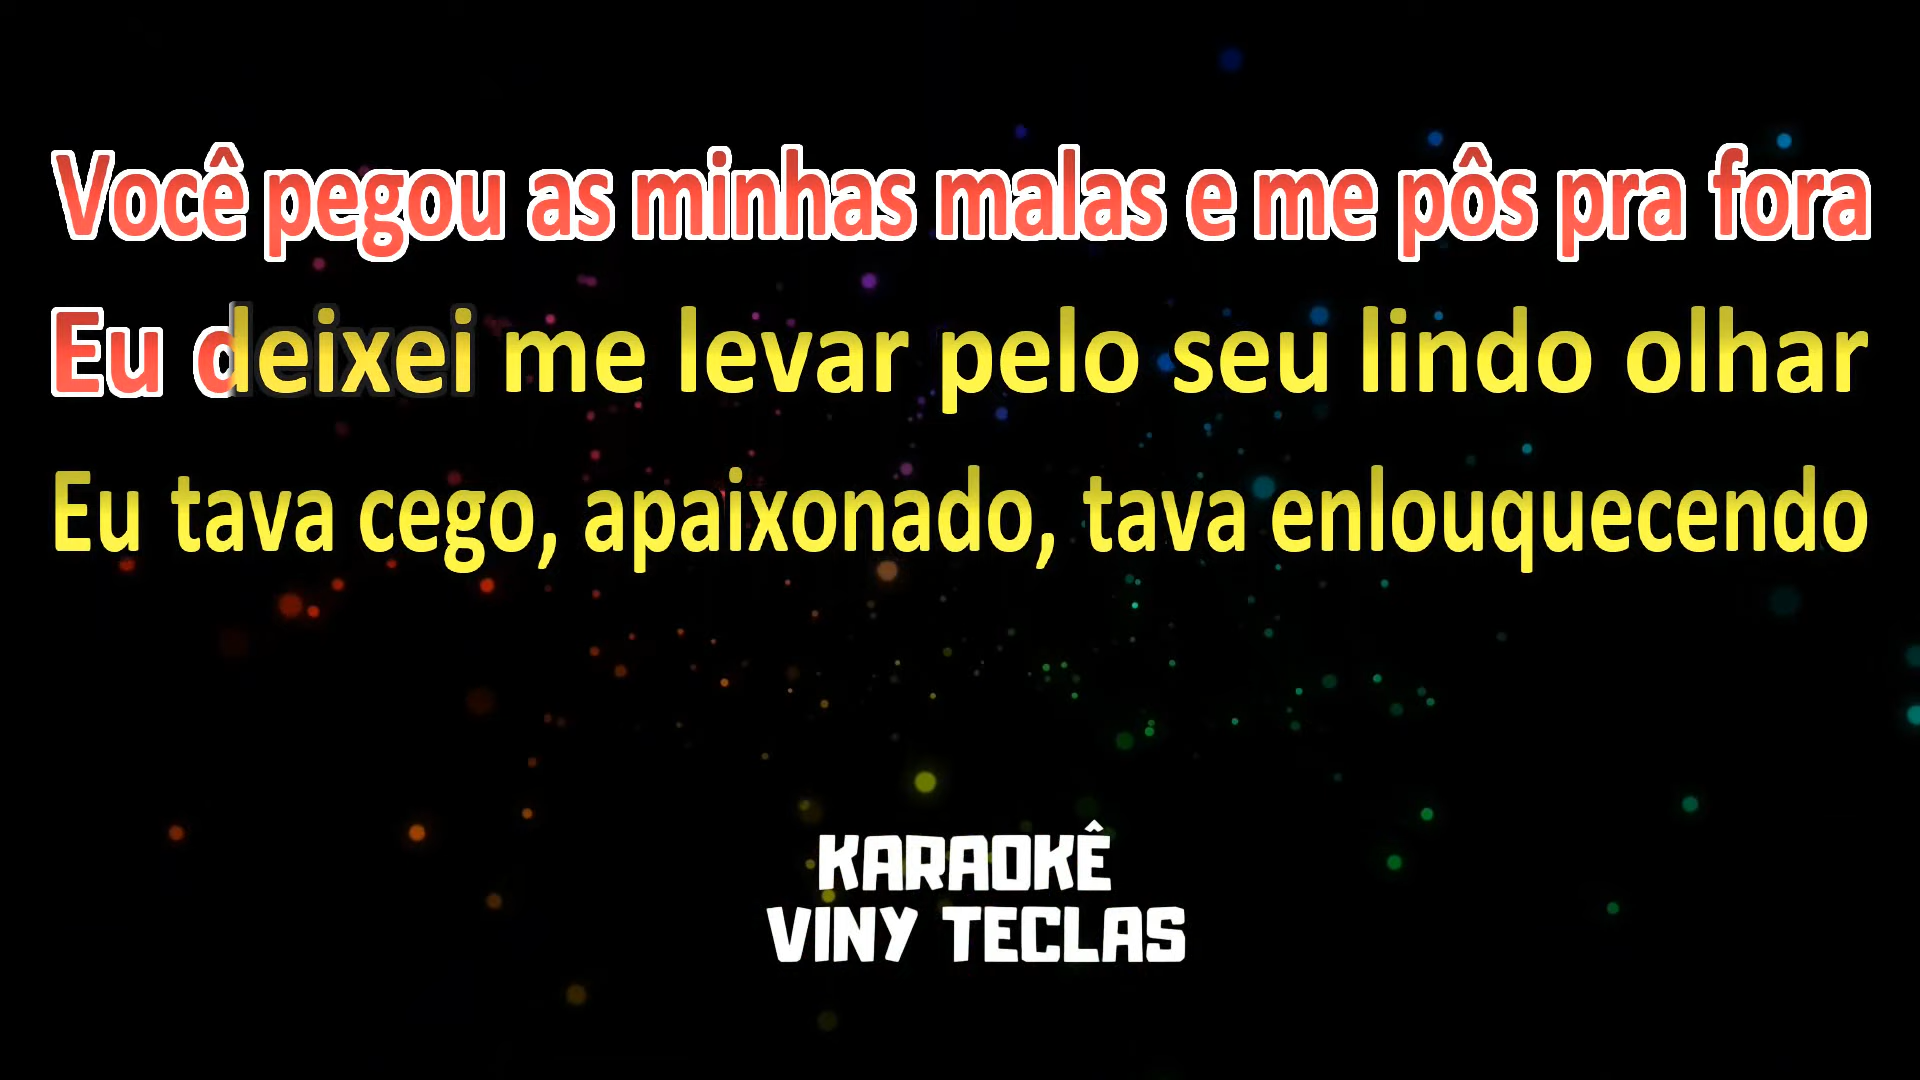 Você pegou as minhas malas e me pôs pra fora
Eu deixei me levar pelo seu lindo olhar
Eu tava cego, apaixonado, tava enlouquecendo
KARAOKÊ
VINY TECLAS